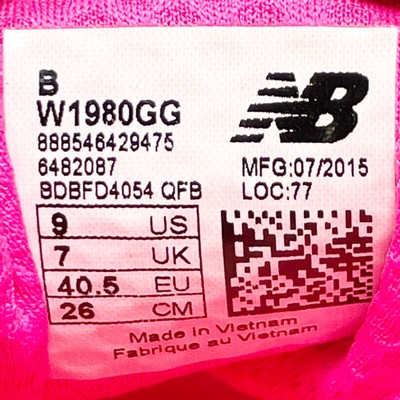 B
W1980GG
888546429475
6482087
BDBFD4054 QFB
NB
MFG:07/2015
LOC:77
9 US
7 UK
40.5 EU
26 CM
Made in Vietnam
Fabrique au Vietnam